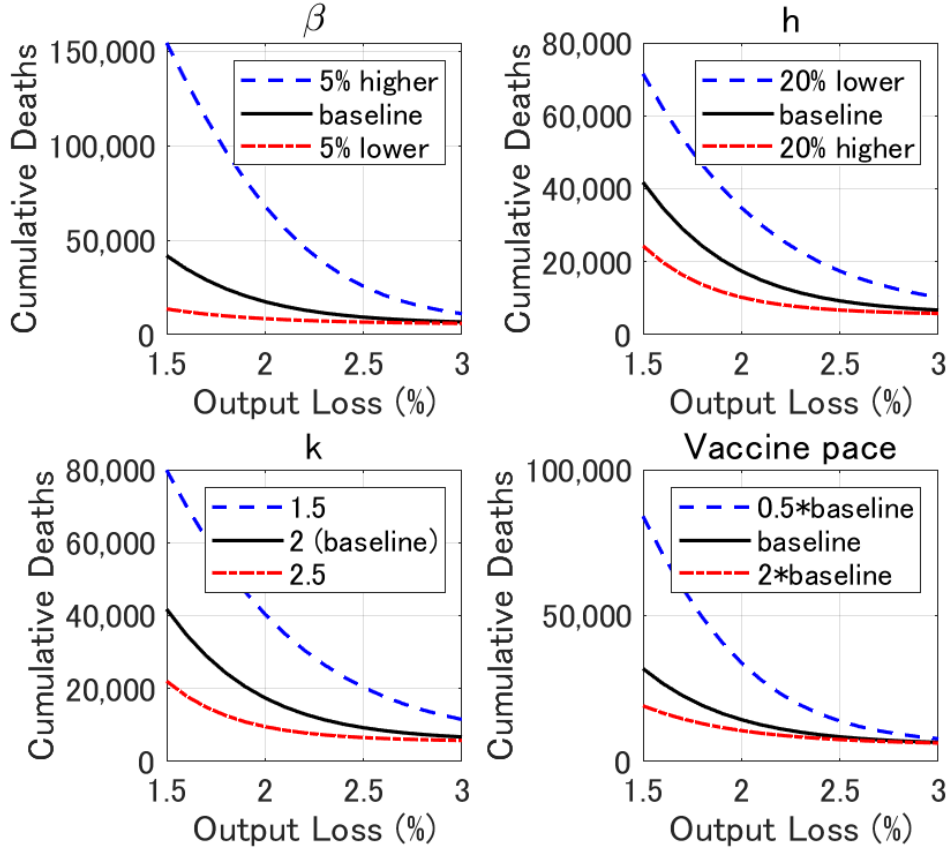 β
Cumulative Deaths
150,000
100,000
50,000
0
5% higher
baseline
5% lower
1.5 2 2.5 3
Output Loss (%)
h
Cumulative Deaths
80,000
60,000
40,000
20,000
0
20% lower
baseline
20% higher
1.5 2 2.5 3
Output Loss (%)
k
Cumulative Deaths
80,000
60,000
40,000
20,000
0
1.5
2 (baseline)
2.5
1.5 2 2.5 3
Output Loss (%)
Vaccine pace
Cumulative Deaths
100,000
50,000
0
0.5*baseline
baseline
2*baseline
1.5 2 2.5 3
Output Loss (%)